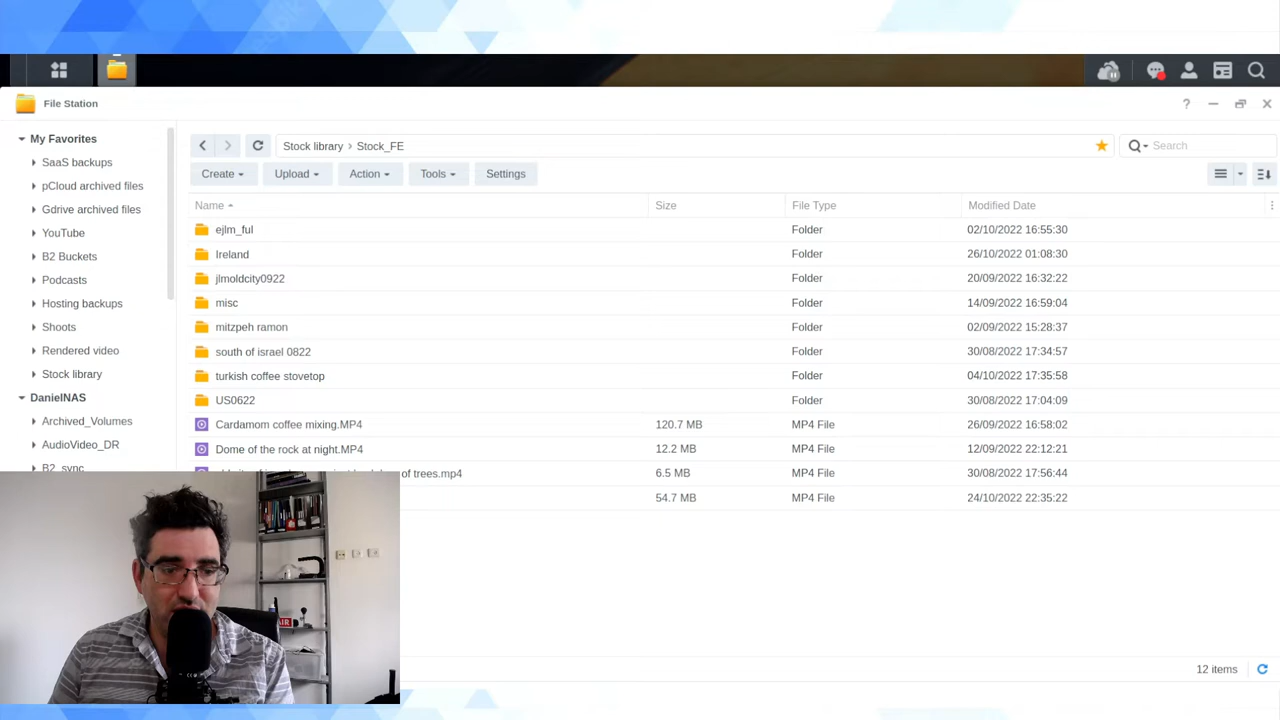 File Station
My Favorites
SaaS backups
pCloud archived files
Gdrive archived files
YouTube
B2 Buckets
Podcasts
Hosting backups
Shoots
Rendered video
Stock library
DanielNAS
Archived_Volumes
AudioVideo_DR
B2_sync
Stock library › Stock_FE
Search
Create Upload Action Tools Settings
Name Size File Type Modified Date
ejlm_ful Folder 02/10/2022 16:55:30
Ireland Folder 26/10/2022 01:08:30
jlmoldcity0922 Folder 20/09/2022 16:32:22
misc Folder 14/09/2022 16:59:04
mitzpeh ramon Folder 02/09/2022 15:28:37
south of israel 0822 Folder 30/08/2022 17:34:57
turkish coffee stovetop Folder 04/10/2022 17:35:58
US0622 Folder 30/08/2022 17:04:09
Cardamom coffee mixing.MP4 120.7 MB MP4 File 26/09/2022 16:58:02
Dome of the rock at night.MP4 12.2 MB MP4 File 12/09/2022 22:12:21
of trees.mp4 6.5 MB MP4 File 30/08/2022 17:56:44
54.7 MB MP4 File 24/10/2022 22:35:22
AIR
12 items